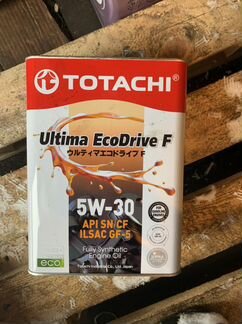 TOTACHI
Ultima EcoDrive F
ウルティマエコドライブ F
5W-30
API SN/CF
ILSAC GF-5
Fully Synthetic
Engine Oil
eco